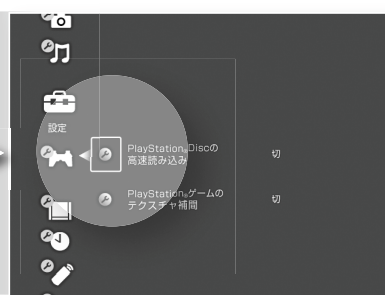 設定
PlayStation®Discの
高速読み込み
切
PlayStation®ゲームの
テクスチャ補間
切